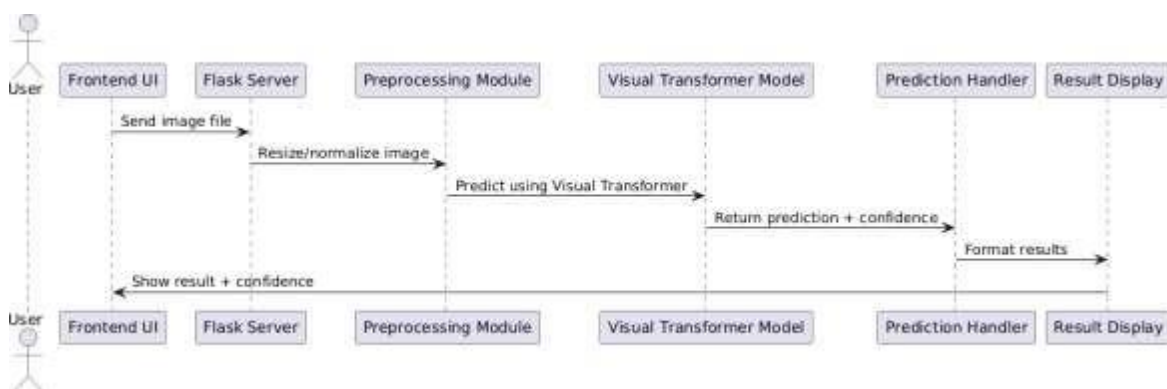 User
Frontend UI
Flask Server
Preprocessing Module
Visual Transformer Model
Prediction Handler
Result Display
Send image file
Resize/normalize image
Predict using Visual Transformer
Return prediction + confidence
Format results
Show result + confidence
User
Frontend UI
Flask Server
Preprocessing Module
Visual Transformer Model
Prediction Handler
Result Display